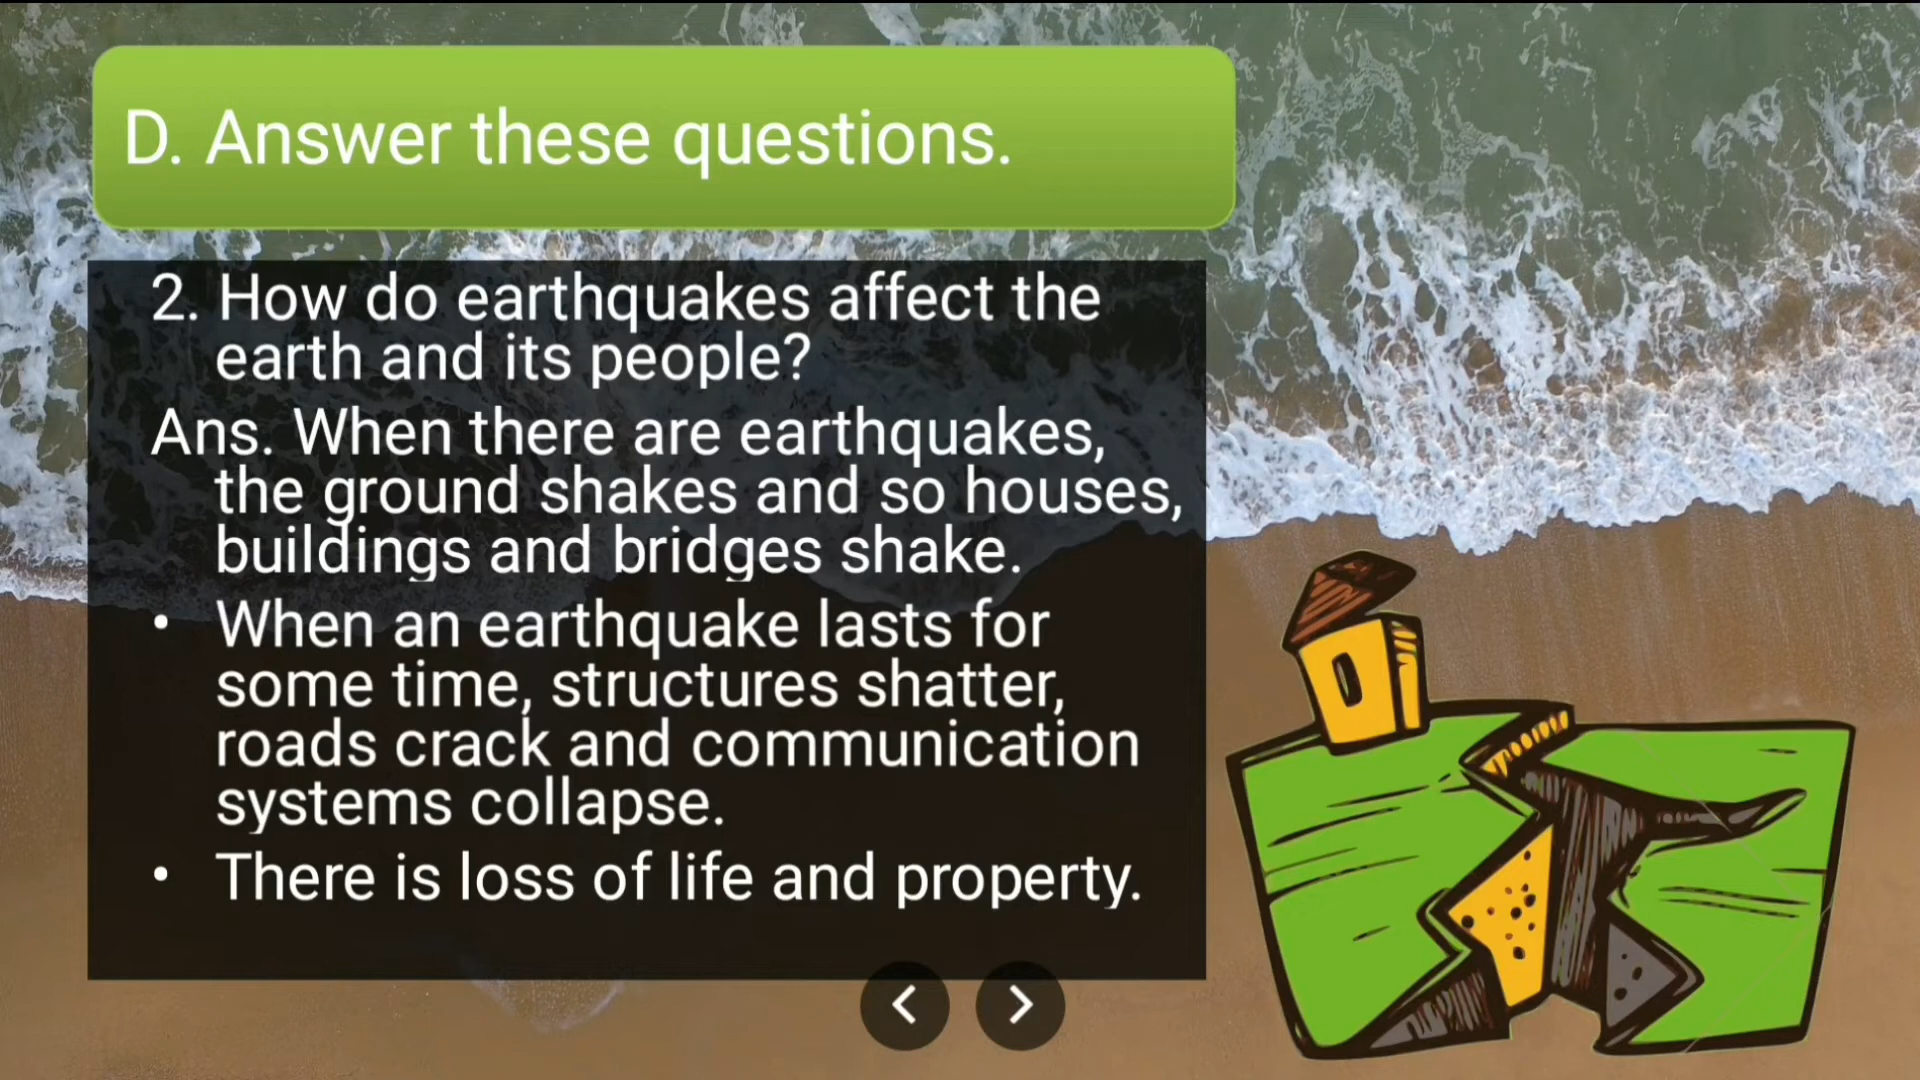 D. Answer these questions.
2. How do earthquakes affect the
earth and its people?
Ans. When there are earthquakes,
the ground shakes and so houses,
buildings and bridges shake.
• When an earthquake lasts for
some time, structures shatter,
roads crack and communication
systems collapse.
• There is loss of life and property.